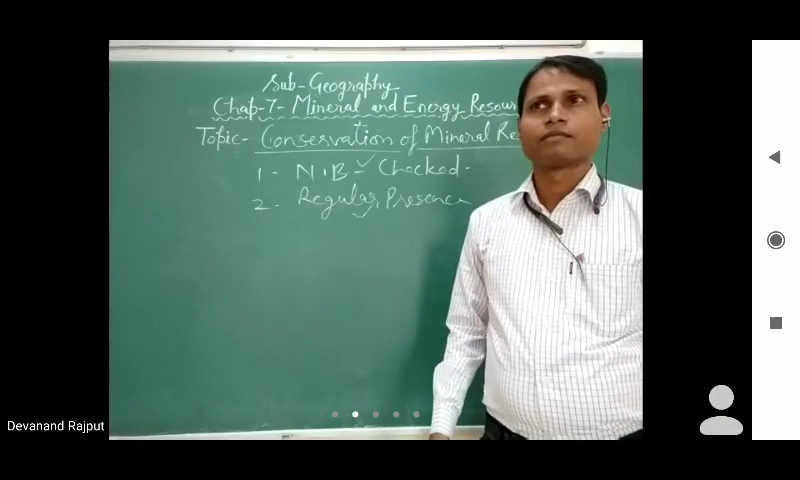 Sub- Geography
Chap-7- Mineral and Energy Resour
Topic- Conservation of Mineral Re
1 - N.B - Checked.
2 - Regular Presence
Devanand Rajput